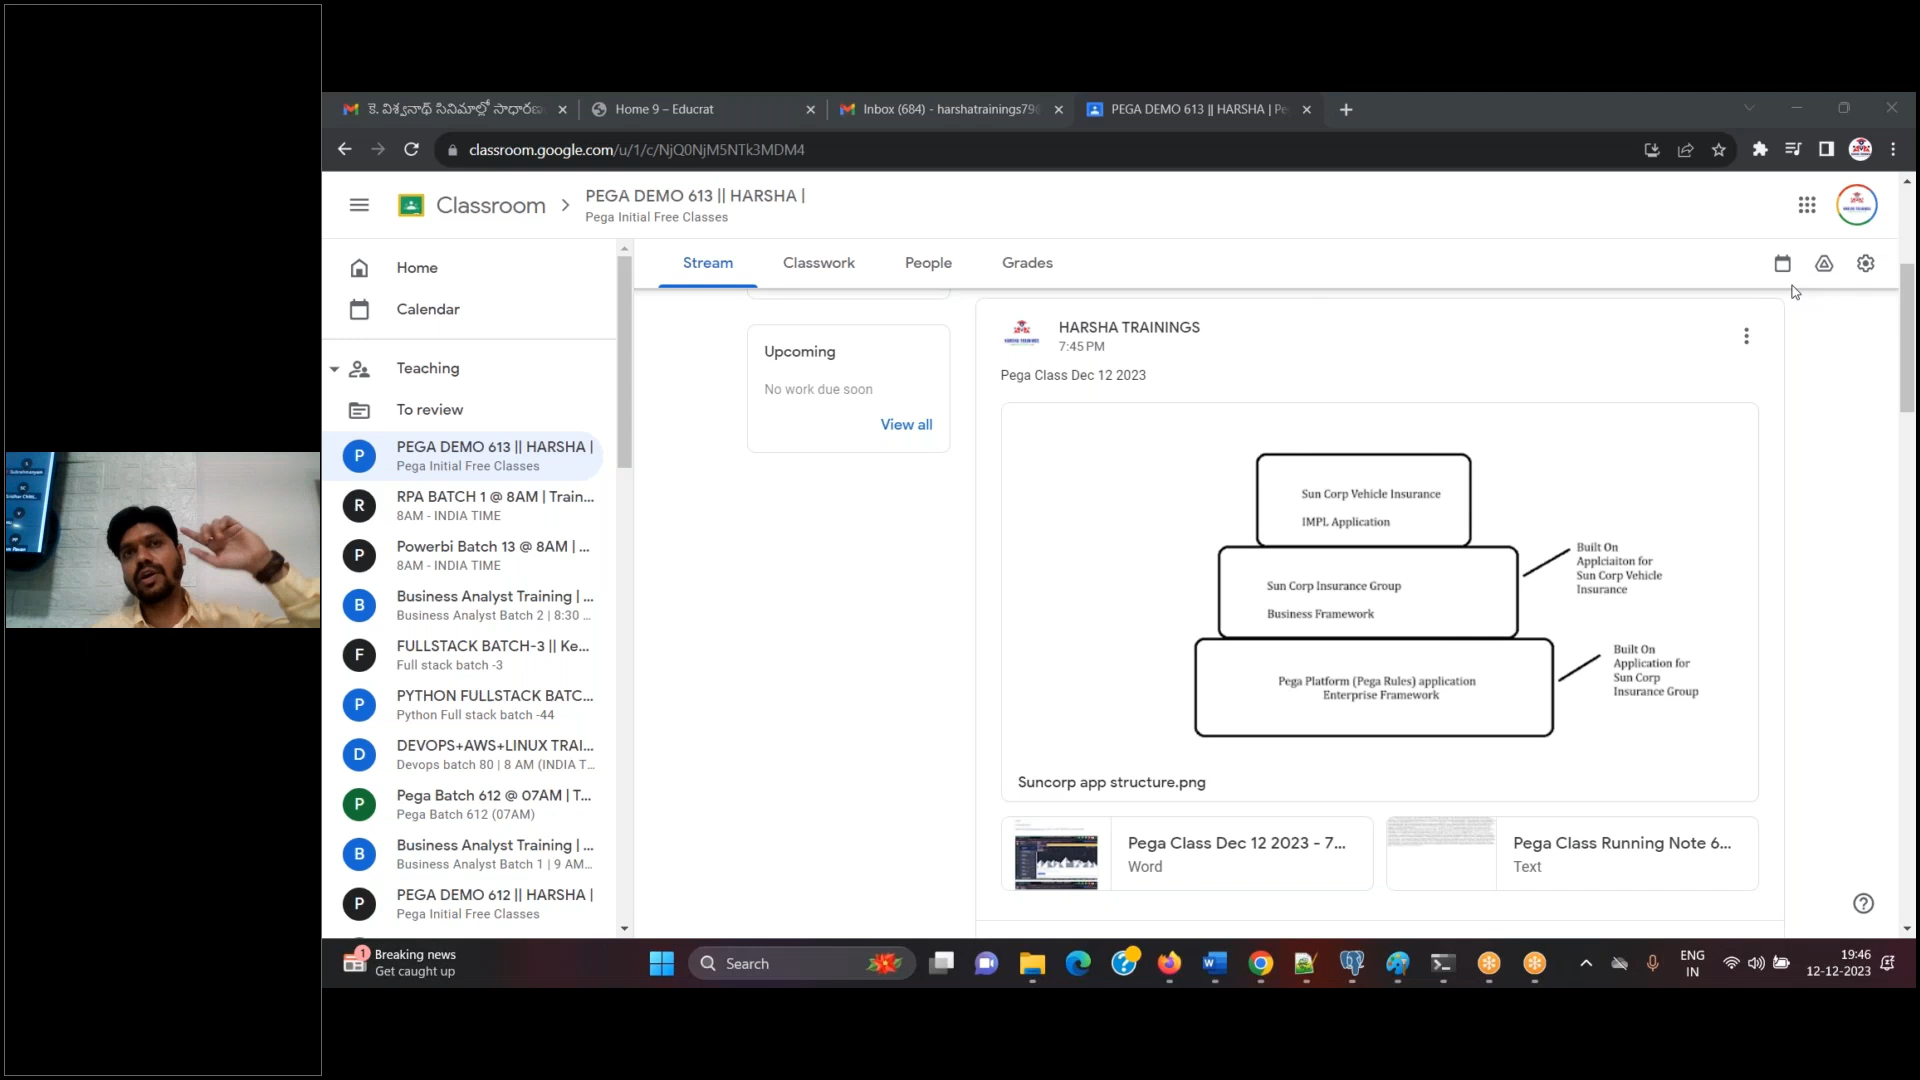 కె. విశ్వనాథ్ సినిమాల్లో సాధారణ
Home 9 – Educrat
Inbox (684) - harshatrainings79
PEGA DEMO 613 || HARSHA | Pe
classroom.google.com/u/1/c/NjQ0NjM5NTk3MDM4
Classroom
PEGA DEMO 613 || HARSHA |
Pega Initial Free Classes
Home
Calendar
Teaching
To review
P
PEGA DEMO 613 || HARSHA |
Pega Initial Free Classes
R
RPA BATCH 1 @ 8AM | Train...
8AM - INDIA TIME
P
Powerbi Batch 13 @ 8AM | ...
8AM - INDIA TIME
B
Business Analyst Training | ...
Business Analyst Batch 2 | 8:30 ...
F
FULLSTACK BATCH-3 || Ke...
Full stack batch -3
P
PYTHON FULLSTACK BATC...
Python Full stack batch -44
D
DEVOPS+AWS+LINUX TRAI...
Devops batch 80 | 8 AM (INDIA T...
P
Pega Batch 612 @ 07AM | T...
Pega Batch 612 (07AM)
B
Business Analyst Training | ...
Business Analyst Batch 1 | 9 AM...
P
PEGA DEMO 612 || HARSHA |
Pega Initial Free Classes
Stream
Classwork
People
Grades
Upcoming
No work due soon
View all
HARSHA TRAININGS
7:45 PM
Pega Class Dec 12 2023
Sun Corp Vehicle Insurance
IMPL Application
Sun Corp Insurance Group
Business Framework
Built On
Applciaiton for
Sun Corp Vehicle
Insurance
Pega Platform (Pega Rules) application
Enterprise Framework
Built On
Application for
Sun Corp
Insurance Group
Suncorp app structure.png
Pega Class Dec 12 2023 - 7...
Word
Pega Class Running Note 6...
Text
1
Breaking news
Get caught up
Search
ENG
IN
19:46
12-12-2023